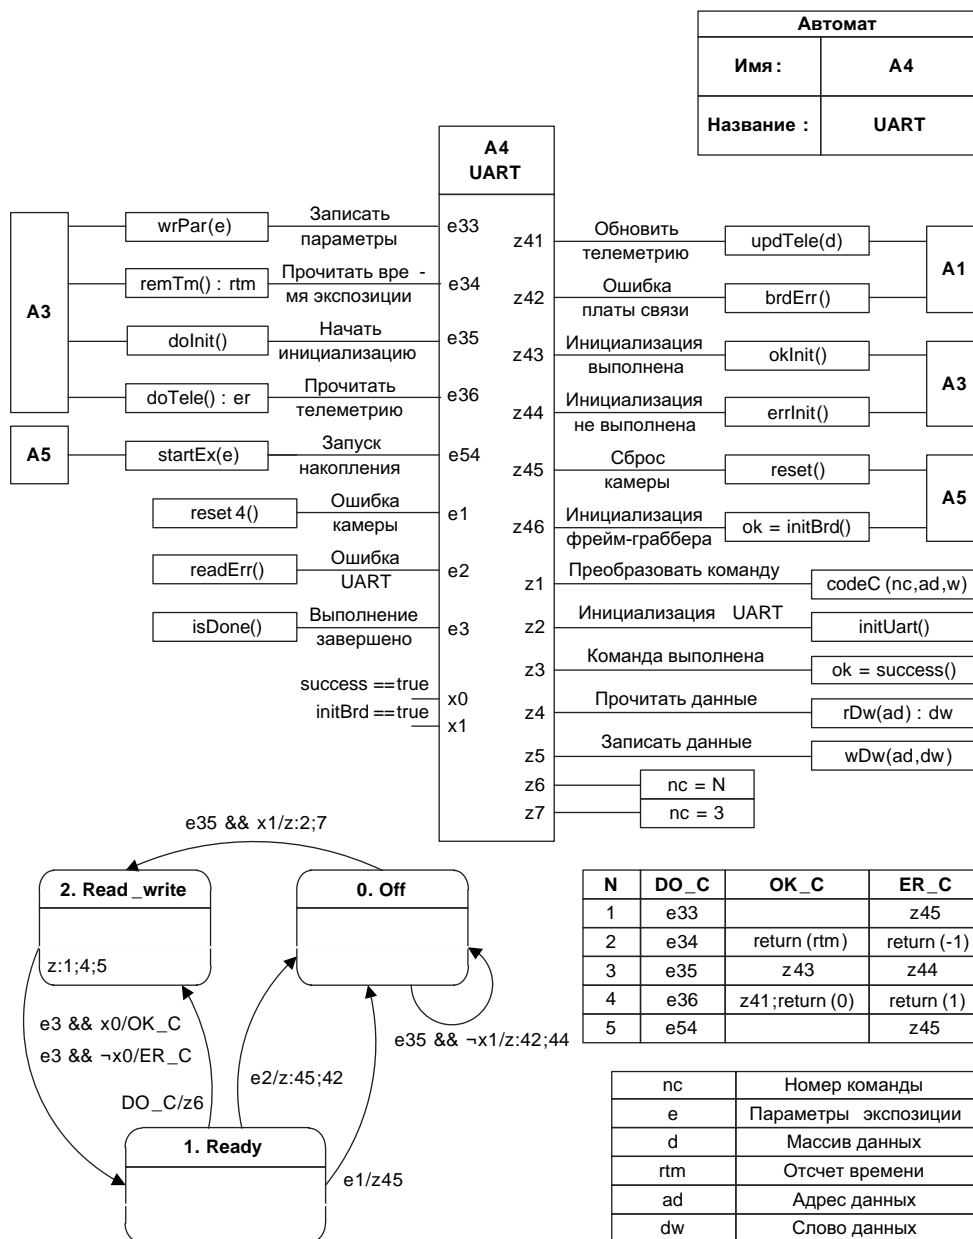 Автомат
Имя : A4
Название : UART
A4
UART
A3
wrPar(e)
Записать
параметры
e33
remTm() : rtm
Прочитать вре -
мя экспозиции
e34
doInit()
Начать
инициализацию
e35
doTele() : er
Прочитать
телеметрию
e36
A5
startEx(e)
Запуск
накопления
e54
reset 4()
Ошибка
камеры
e1
readErr()
Ошибка
UART
e2
isDone()
Выполнение
завершено
e3
success ==true
x0
initBrd ==true
x1
z41
Обновить
телеметрию
updTele(d)
A1
z42
Ошибка
платы связи
brdErr()
z43
Инициализация
выполнена
okInit()
A3
z44
Инициализация
не выполнена
errInit()
z45
Сброс
камеры
reset()
A5
z46
Инициализация
фрейм-граббера
ok = initBrd()
z1
Преобразовать команду
codeC (nc,ad,w)
z2
Инициализация UART
initUart()
z3
Команда выполнена
ok = success()
z4
Прочитать данные
rDw(ad) : dw
z5
Записать данные
wDw(ad,dw)
z6
nc = N
z7
nc = 3
e35 && x1/z:2;7
2. Read _write
z:1;4;5
0. Off
e35 && ¬x1/z:42;44
e3 && x0/OK_C
e3 && ¬x0/ER_C
DO_C/z6
e2/z:45;42
e1/z45
1. Ready
N DO_C OK_C ER_C
1 e33 z45
2 e34 return (rtm) return (-1)
3 e35 z43 z44
4 e36 z41;return (0) return (1)
5 e54 z45
nc Номер команды
e Параметры экспозиции
d Массив данных
rtm Отсчет времени
ad Адрес данных
dw Слово данных